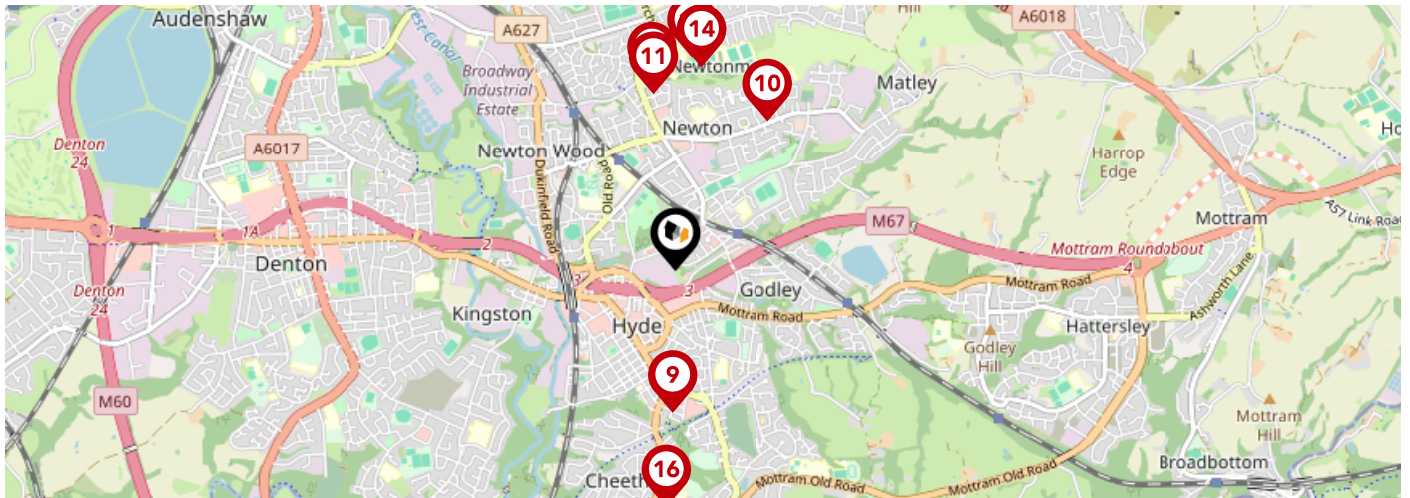 Audenshaw
A627
14
Hill
A6018
11
Newtonm
Broadway
Industrial
Estate
10
Matley
Denton
24
A6017
Newton
Harrop
Edge
Newton Wood
Old Road
Dukinfield Road
1
1A
2
M67
Mottram
A57 Link Road
Mottram Roundabout
4
Denton
Denton
24
3
3
Godley
Mottram Road
Mottram Road
Ashworth Lane
Kingston
Hyde
Hattersley
Godley
Hill
9
M60
Mottram
Hill
16
Cheeth
Mottram Old Road
Mottram Old Road
Broadbottom